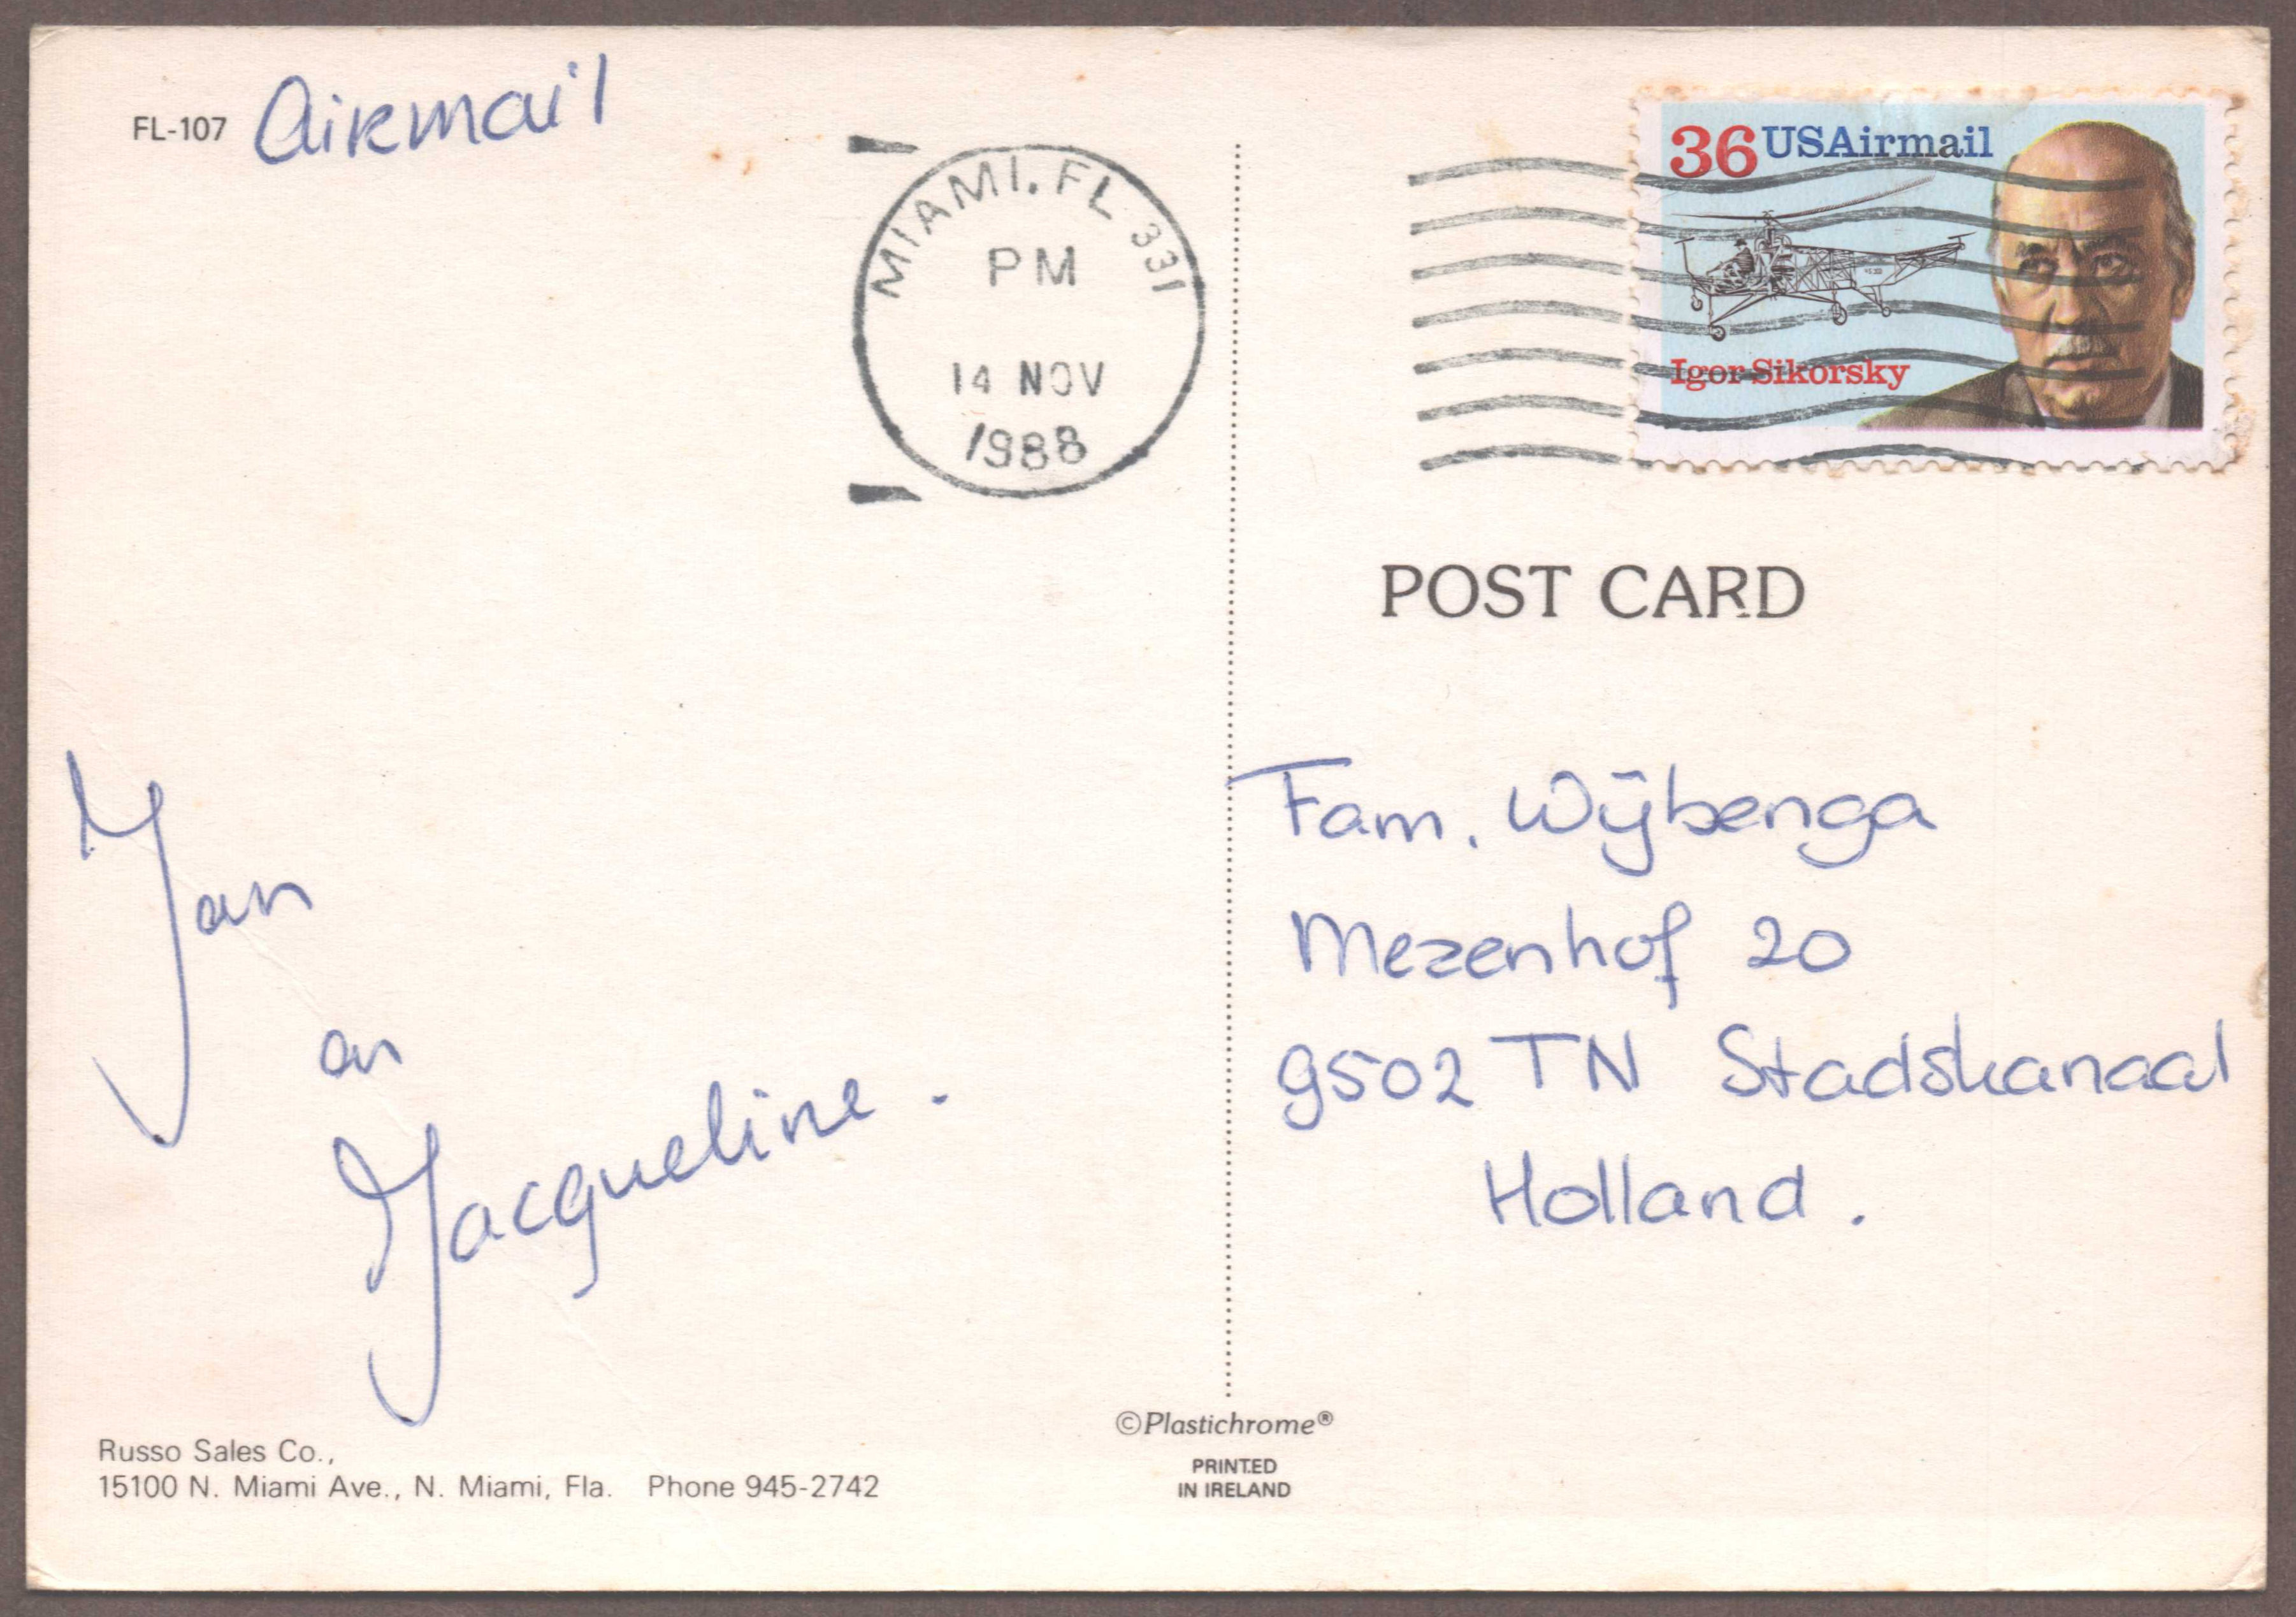 FL-107
Airmail
MIAMI, FL 331
PM
14 NOV
1988
36 USAirmail
Igor Sikorsky
POST CARD
Jan
en
Jacqueline.
Fam. Wijbenga
Mezenhof 20
9502 TN Stadskanaal
Holland.
Russo Sales Co.,
15100 N. Miami Ave., N. Miami, Fla. Phone 945-2742
©Plastichrome®
PRINTED
IN IRELAND